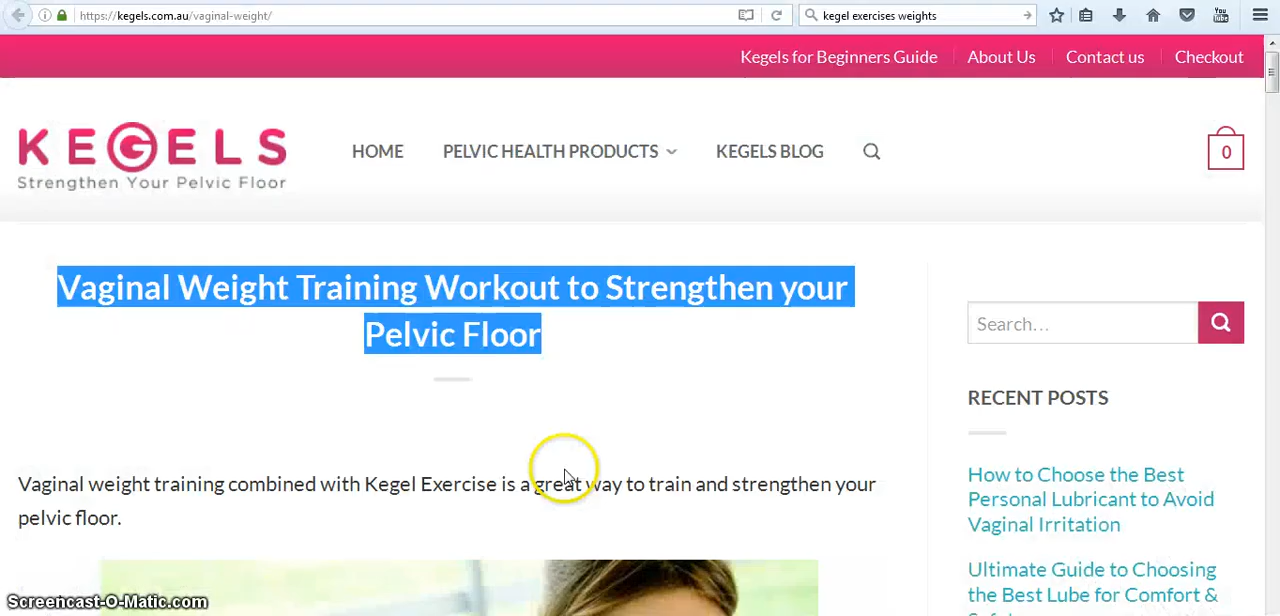 https://kegels.com.au/vaginal-weight/
kegel exercises weights
You
Tube
Kegels for Beginners Guide
About Us
Contact us
Checkout
KEGELS
Strengthen Your Pelvic Floor
HOME
PELVIC HEALTH PRODUCTS
KEGELS BLOG
0
Vaginal Weight Training Workout to Strengthen your
Pelvic Floor
Search...
RECENT POSTS
Vaginal weight training combined with Kegel Exercise is a great way to train and strengthen your
pelvic floor.
How to Choose the Best
Personal Lubricant to Avoid
Vaginal Irritation
Ultimate Guide to Choosing
the Best Lube for Comfort &
Screencast-O-Matic.com